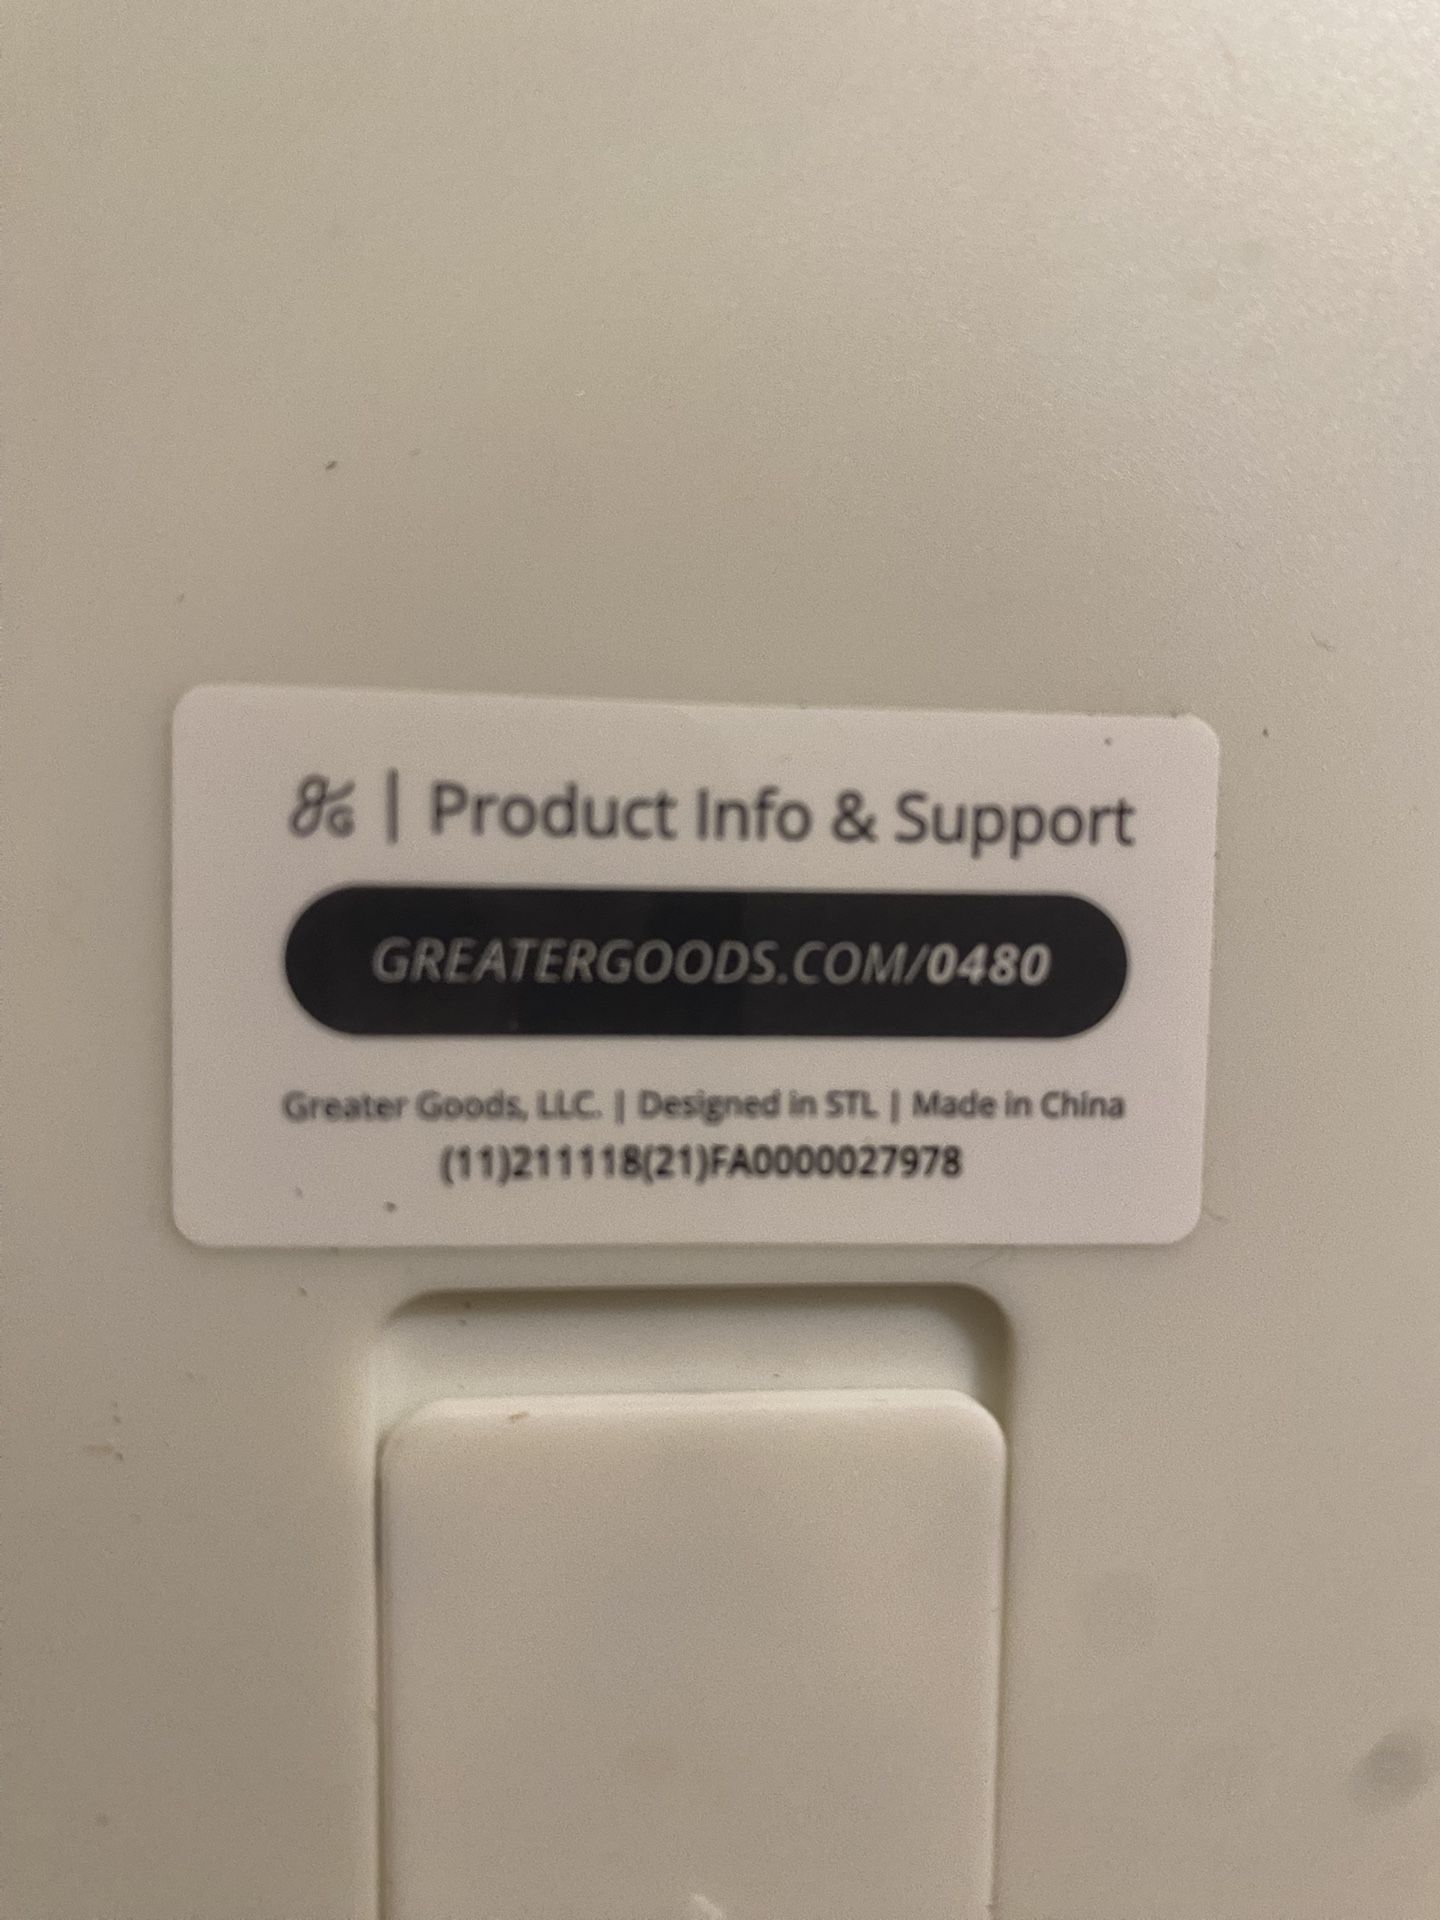 gG | Product Info & Support
GREATERGOODS.COM/0480
Greater Goods, LLC. | Designed in STL | Made in China
(11)211118(21)FA0000027978